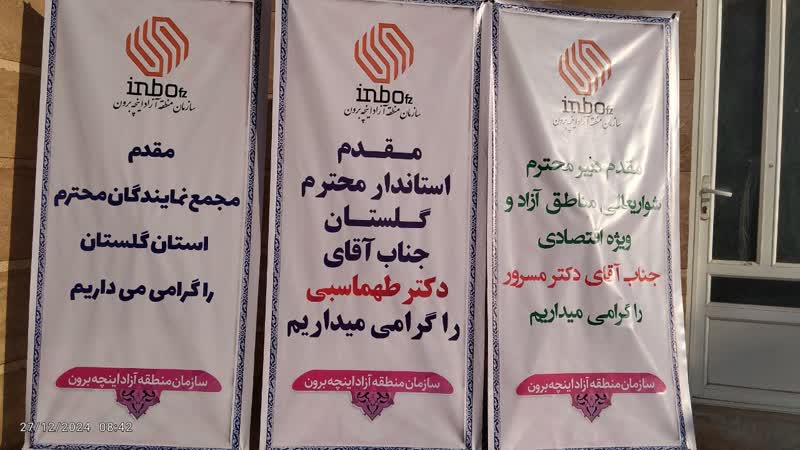 inbofz
سازمان منطقه آزاد اینچه برون
مقدم
مجمع نمایندگان محترم
استان گلستان
را گرامی می داریم
سازمان منطقه آزاد اینچه برون
inbofz
سازمان منطقه آزاد اینچه برون
مقدم
استاندار محترم
گلستان
جناب آقای
دکتر طهماسبی
را گرامی میداریم
سازمان منطقه آزاد اینچه برون
inbofz
سازمان منطقه آزاد اینچه برون
مقدم دبیر محترم
شورایعالی مناطق آزاد و
ویژه اقتصادی
جناب آقای دکتر مسرور
را گرامی میداریم
سازمان منطقه آزاد اینچه برون
27/12/2024 08:42